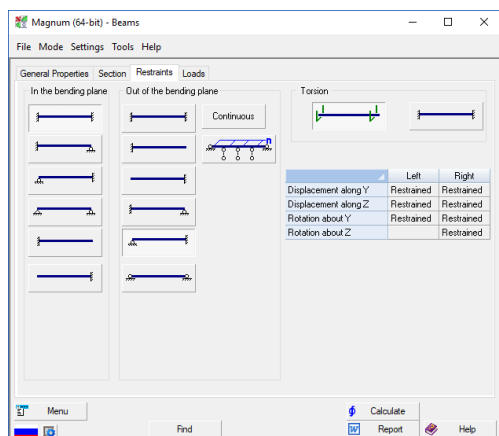 Magnum (64-bit) - Beams
File Mode Settings Tools Help
General Properties Section Restraints Loads
In the bending plane Out of the bending plane Torsion
Continuous
n
Left Right
Displacement along Y Restrained Restrained
Displacement along Z Restrained Restrained
Rotation about Y Restrained Restrained
Rotation about Z Restrained
Menu Calculate
Find W Report Help